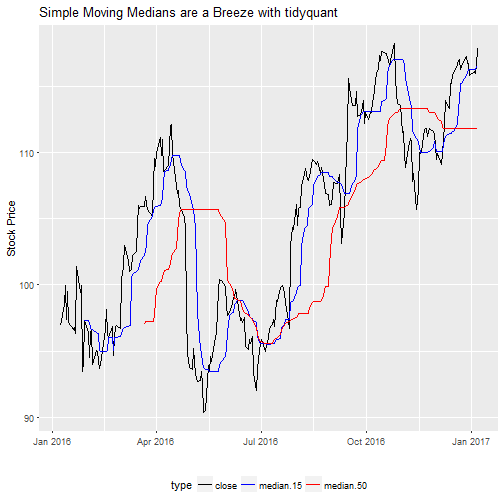 Simple Moving Medians are a Breeze with tidyquant
Stock Price
110
100
90
Jan 2016 Apr 2016 Jul 2016 Oct 2016 Jan 2017
type close median.15 median.50